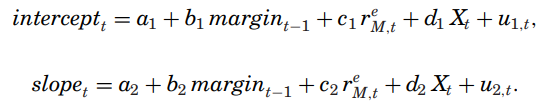 intercept_t = a_1 + b_1 margin_{t−1} + c_1 r^e_{M,t} + d_1 X_t + u_{1,t},
slope_t = a_2 + b_2 margin_{t−1} + c_2 r^e_{M,t} + d_2 X_t + u_{2,t}.